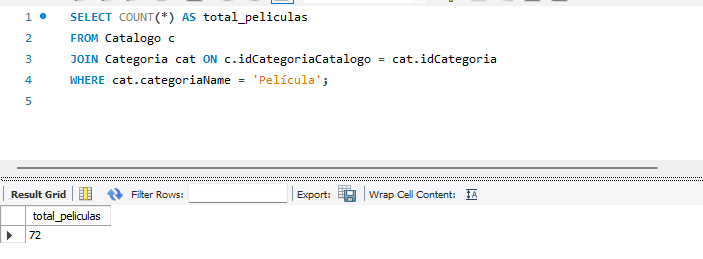 1 SELECT COUNT(*) AS total_peliculas
2 FROM Catalogo c
3 JOIN Categoria cat ON c.idCategoriaCatalogo = cat.idCategoria
4 WHERE cat.categoriaName = 'Película';
5
Result Grid Filter Rows: Export: Wrap Cell Content: IA
total_peliculas
72